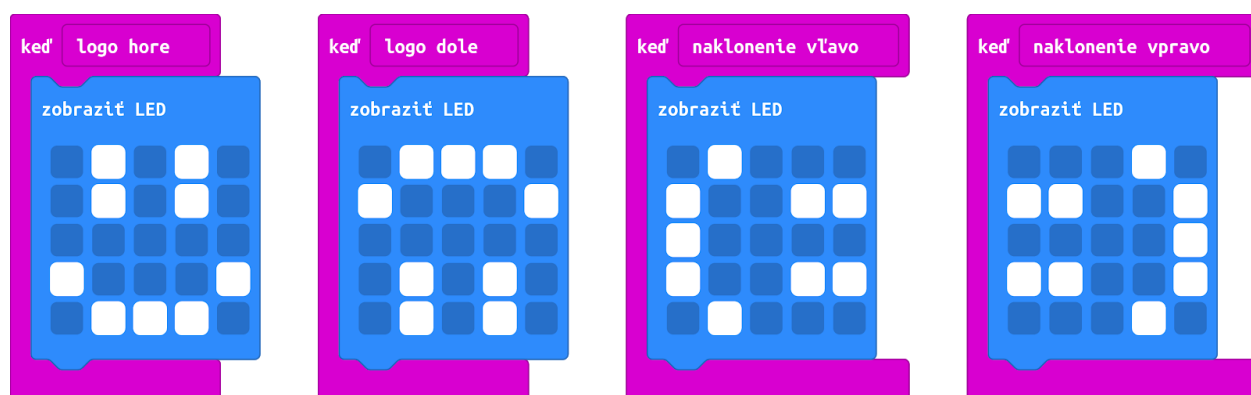 keď logo hore
zobraziť LED
keď logo dole
zobraziť LED
keď naklonenie vľavo
zobraziť LED
keď naklonenie vpravo
zobraziť LED